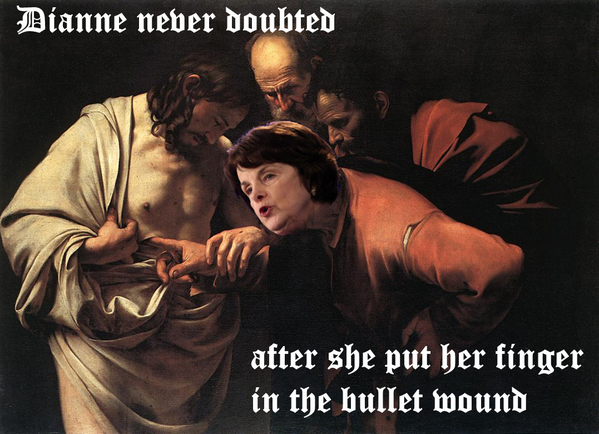 Dianne never doubted
after she put her finger
in the bullet wound